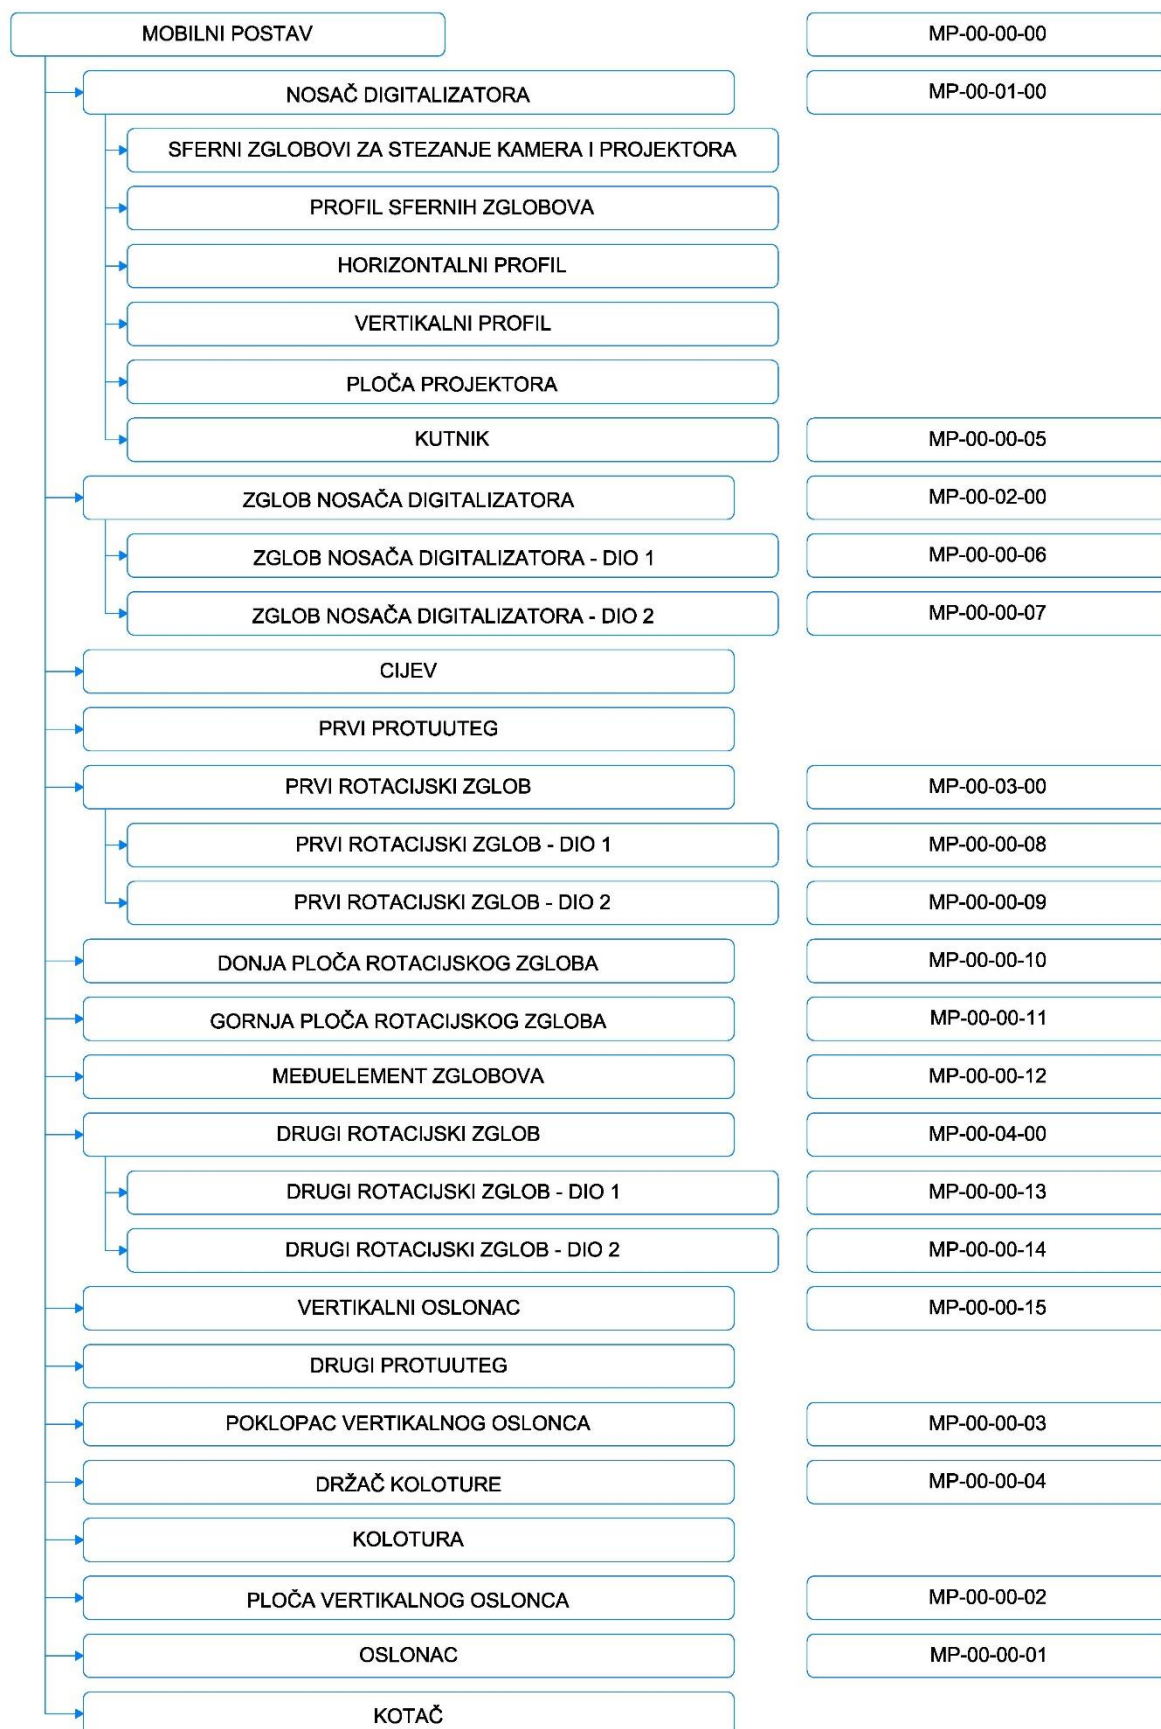 MOBILNI POSTAV MP-00-00-00
NOSAČ DIGITALIZATORA MP-00-01-00
SFERNI ZGLOBOVI ZA STEZANJE KAMERA I PROJEKTORA
PROFIL SFERNIH ZGLOBOVA
HORIZONTALNI PROFIL
VERTIKALNI PROFIL
PLOČA PROJEKTORA
KUTNIK MP-00-00-05
ZGLOB NOSAČA DIGITALIZATORA MP-00-02-00
ZGLOB NOSAČA DIGITALIZATORA - DIO 1 MP-00-00-06
ZGLOB NOSAČA DIGITALIZATORA - DIO 2 MP-00-00-07
CIJEV
PRVI PROTUUTEG
PRVI ROTACIJSKI ZGLOB MP-00-03-00
PRVI ROTACIJSKI ZGLOB - DIO 1 MP-00-00-08
PRVI ROTACIJSKI ZGLOB - DIO 2 MP-00-00-09
DONJA PLOČA ROTACIJSKOG ZGLOBA MP-00-00-10
GORNJA PLOČA ROTACIJSKOG ZGLOBA MP-00-00-11
MEĐUELEMENT ZGLOBOVA MP-00-00-12
DRUGI ROTACIJSKI ZGLOB MP-00-04-00
DRUGI ROTACIJSKI ZGLOB - DIO 1 MP-00-00-13
DRUGI ROTACIJSKI ZGLOB - DIO 2 MP-00-00-14
VERTIKALNI OSLONAC MP-00-00-15
DRUGI PROTUUTEG
POKLOPAC VERTIKALNOG OSLONCA MP-00-00-03
DRŽAČ KOLOTURE MP-00-00-04
KOLOTURA
PLOČA VERTIKALNOG OSLONCA MP-00-00-02
OSLONAC MP-00-00-01
KOTAČ